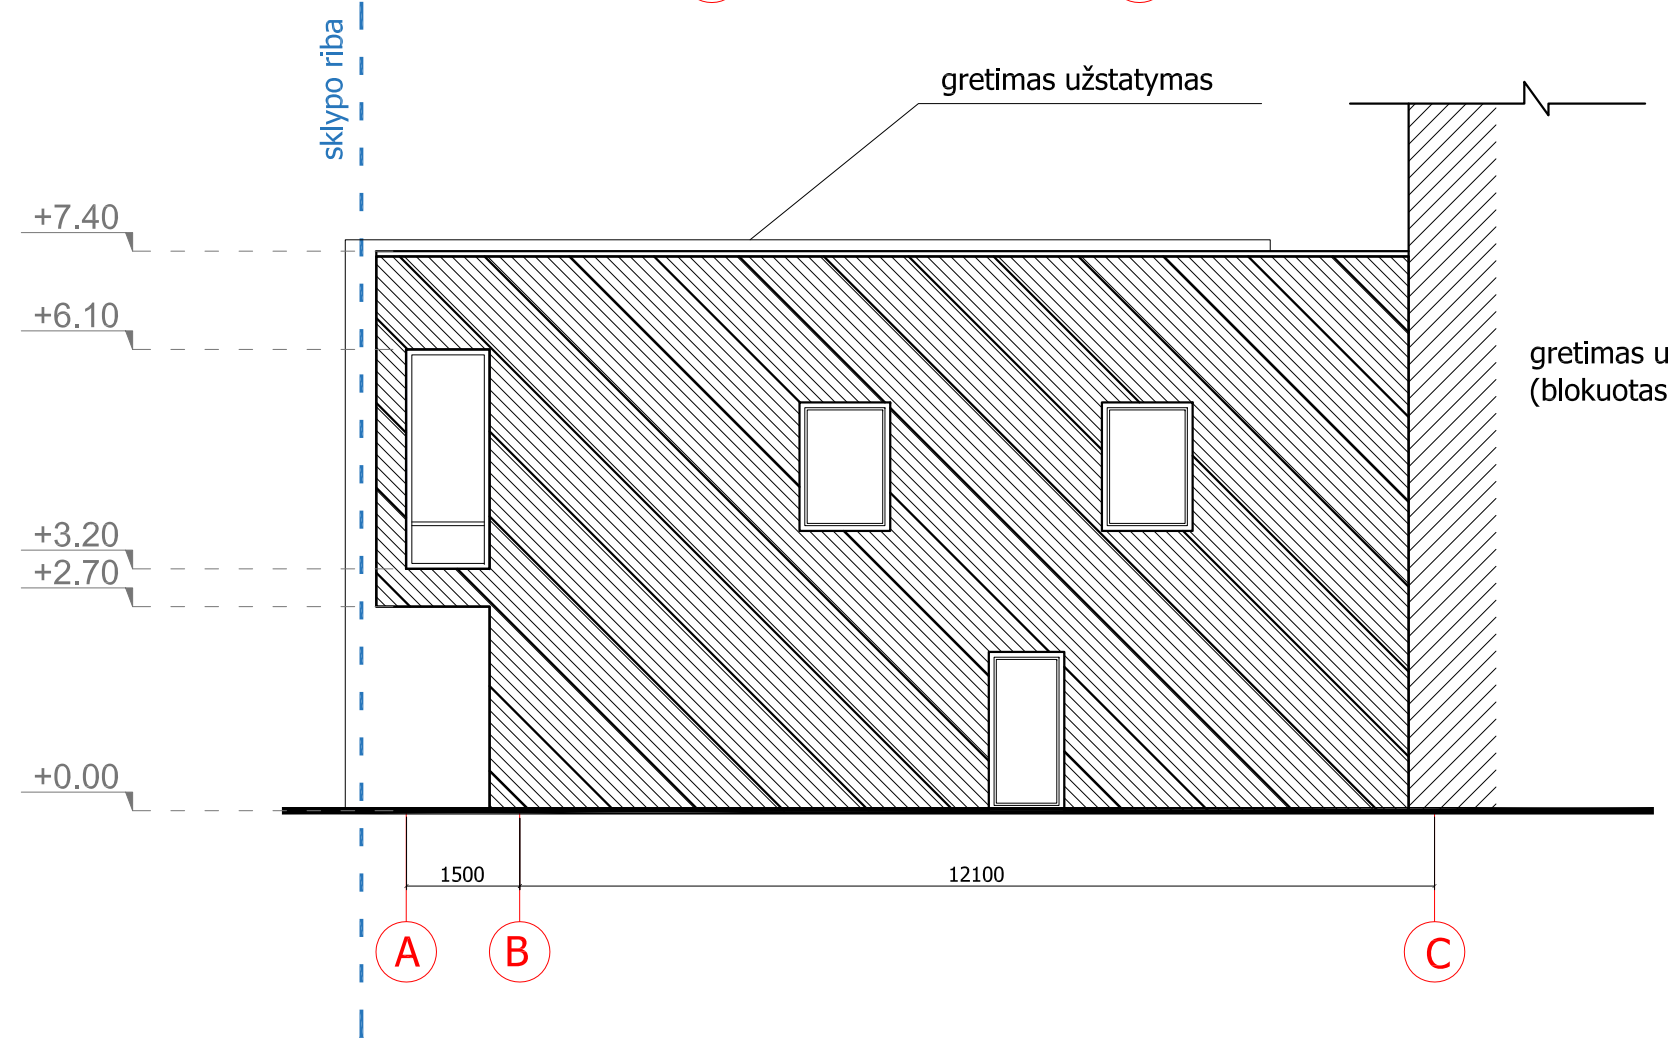 sklypo riba
gretimas užstatymas
+7.40
+6.10
gretimas u
(blokuotas
+3.20
+2.70
+0.00
1500
12100
A
B
C